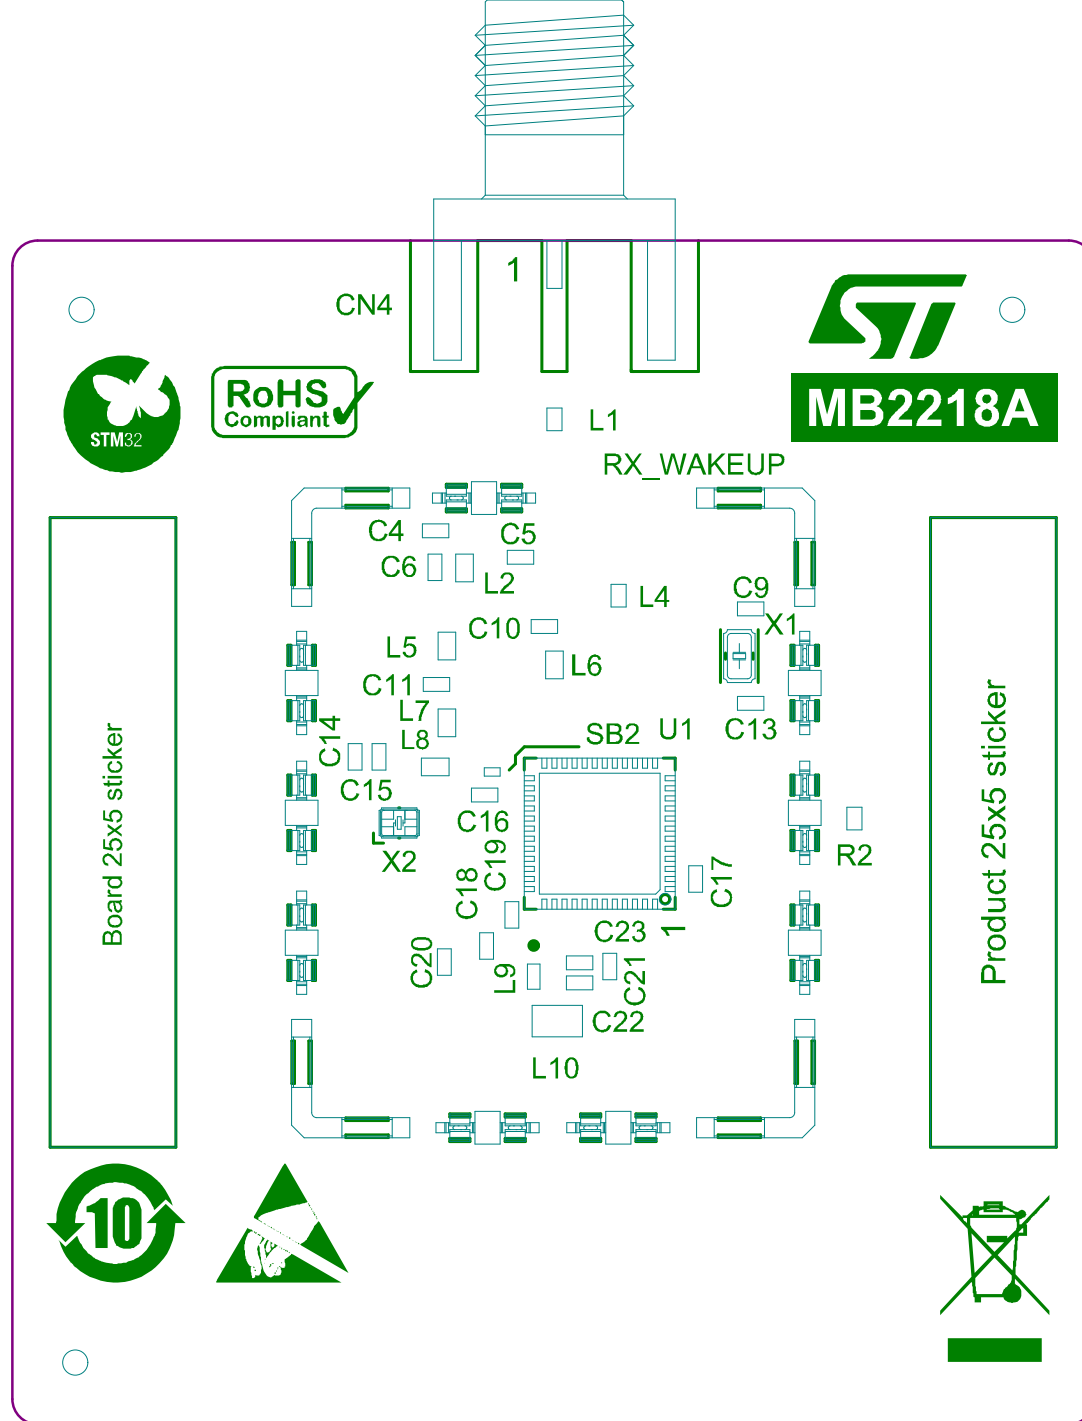 1
CN4
ST
RoHS
Compliant
STM32
MB2218A
L1
RX_WAKEUP
C4
C5
C6
L2
C9
L4
X1
C10
L5
L6
C11
L7
C13
C14
L8
SB2
U1
C15
C16
X2
C19
R2
C17
C18
Board 25x5 sticker
Product 25x5 sticker
C23
1
C20
L9
C21
C22
L10
10